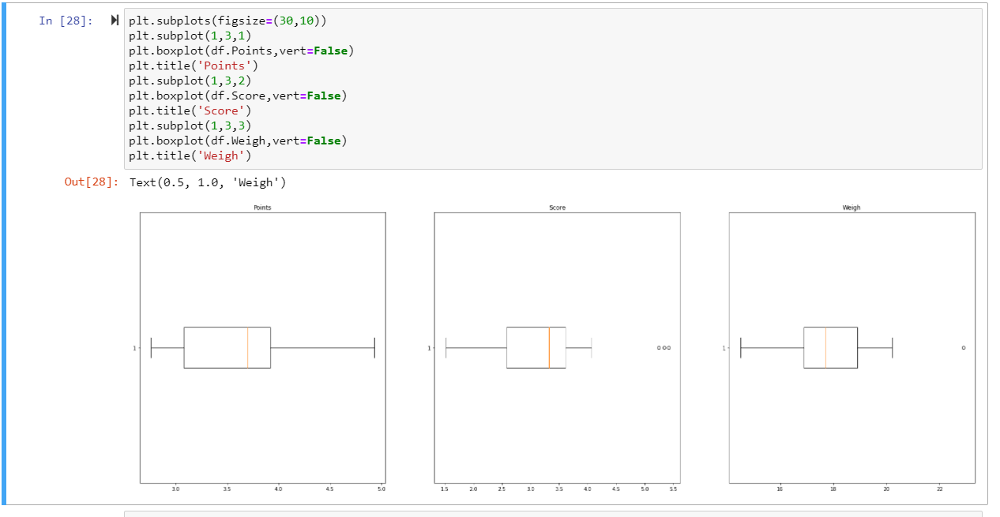 In [28]:
plt.subplots(figsize=(30,10))
plt.subplot(1,3,1)
plt.boxplot(df.Points,vert=False)
plt.title('Points')
plt.subplot(1,3,2)
plt.boxplot(df.Score,vert=False)
plt.title('Score')
plt.subplot(1,3,3)
plt.boxplot(df.Weigh,vert=False)
plt.title('Weigh')
Out[28]: Text(0.5, 1.0, 'Weigh')
Points
1
3.0 3.5 4.0 4.5 5.0
Score
1
1.5 2.0 2.5 3.0 3.5 4.0 4.5 5.0 5.5
Weigh
1
16 18 20 22